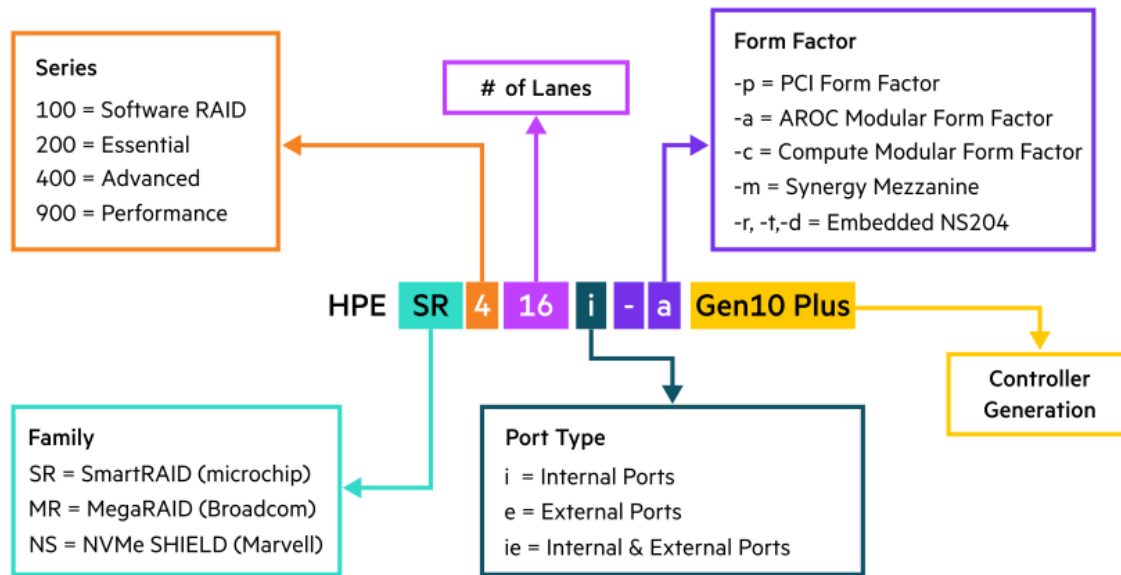 Series
100 = Software RAID
200 = Essential
400 = Advanced
900 = Performance
# of Lanes
Form Factor
-p = PCI Form Factor
-a = AROC Modular Form Factor
-c = Compute Modular Form Factor
-m = Synergy Mezzanine
-r, -t,-d = Embedded NS204
HPE SR 4 16 i - a Gen10 Plus
Family
SR = SmartRAID (microchip)
MR = MegaRAID (Broadcom)
NS = NVMe SHIELD (Marvell)
Port Type
i = Internal Ports
e = External Ports
ie = Internal & External Ports
Controller
Generation